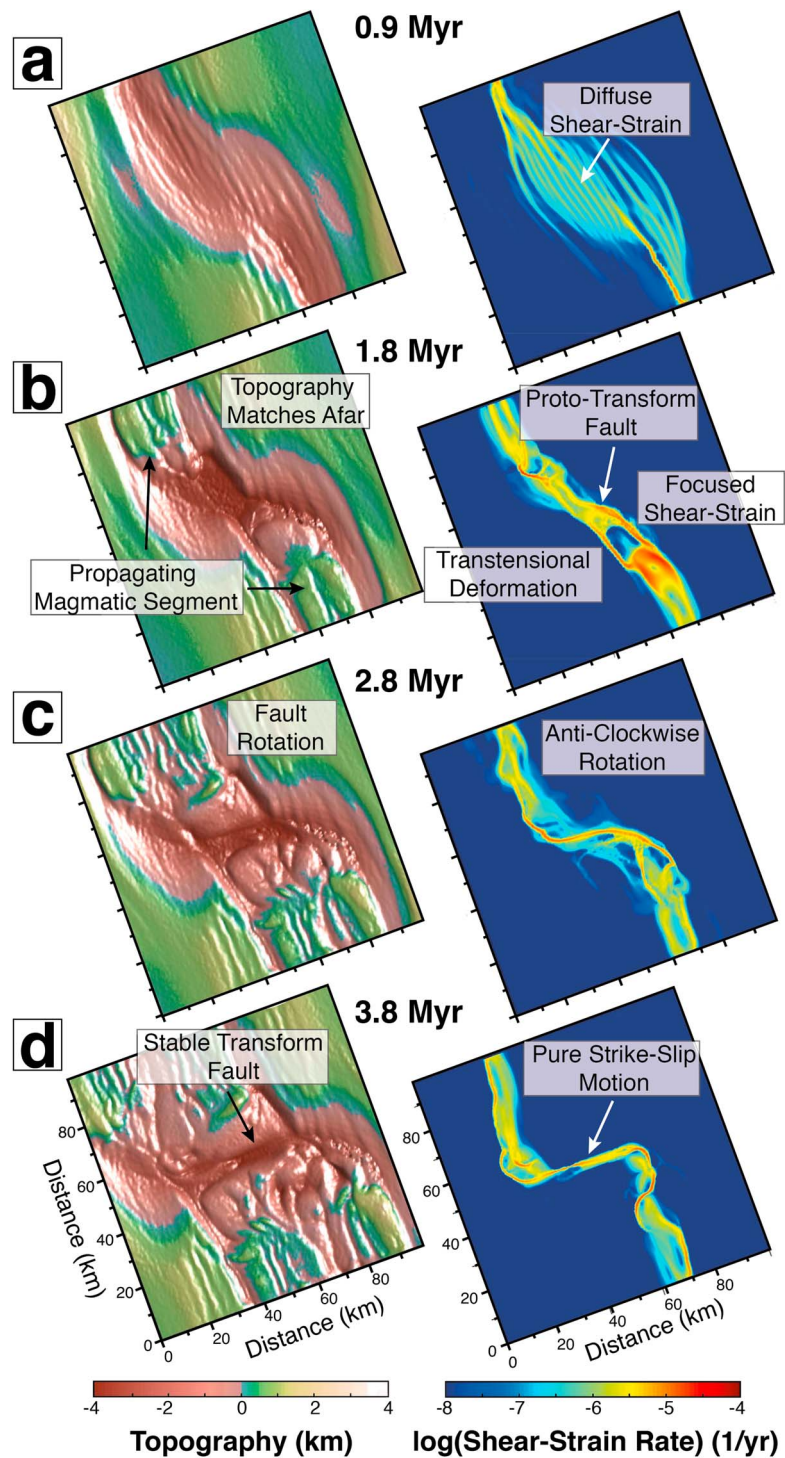 0.9 Myr
a
Diffuse
Shear-Strain
1.8 Myr
b
Topography
Matches Afar
Propagating
Magmatic Segment
Proto-Transform
Fault
Focused
Shear-Strain
Transtensional
Deformation
2.8 Myr
c
Fault
Rotation
Anti-Clockwise
Rotation
3.8 Myr
d
Stable Transform
Fault
Pure Strike-Slip
Motion
80
60
40
20
0
Distance (km)
0
20
40
60
80
Distance (km)
80
60
40
20
0
0
20
40
60
80
Distance (km)
-4 -2 0 2 4
Topography (km)
-8 -7 -6 -5 -4
log(Shear-Strain Rate) (1/yr)